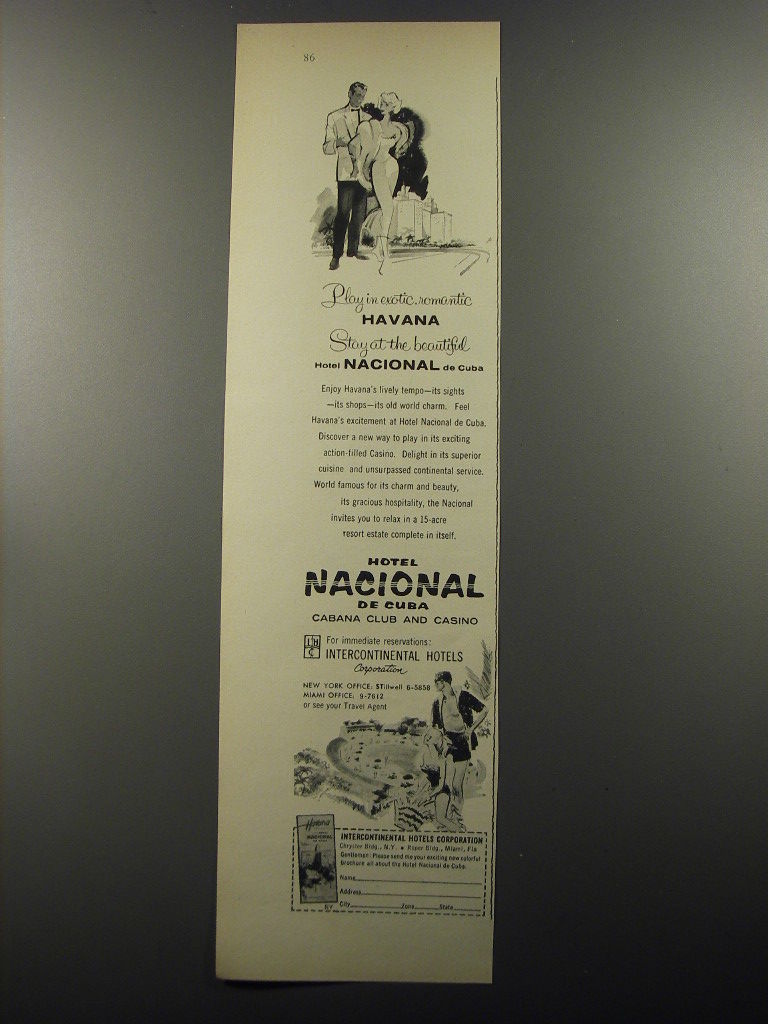 86
Play in exotic, romantic
HAVANA
Stay at the beautiful
Hotel NACIONAL de Cuba
Enjoy Havana's lively tempo—its sights
—its shops—its old world charm. Feel
Havana's excitement at Hotel Nacional de Cuba.
Discover a new way to play in its exciting
action-filled Casino. Delight in its superior
cuisine and unsurpassed continental service.
World famous for its charm and beauty,
its gracious hospitality, the Nacional
invites you to relax in a 15-acre
resort estate complete in itself.
HOTEL
NACIONAL
DE CUBA
CABANA CLUB AND CASINO
IHC
For immediate reservations:
INTERCONTINENTAL HOTELS
Corporation
NEW YORK OFFICE: STillwell 6-5858
MIAMI OFFICE: 9-7612
or see your Travel Agent
Havana
NACIONAL
INTERCONTINENTAL HOTELS CORPORATION
Chrysler Bldg., N.Y. • Roper Bldg., Miami, Fla
Gentlemen: Please send me your exciting new colorful
brochure all about the Hotel Nacional de Cuba.
Name
Address
City Zone State
NY